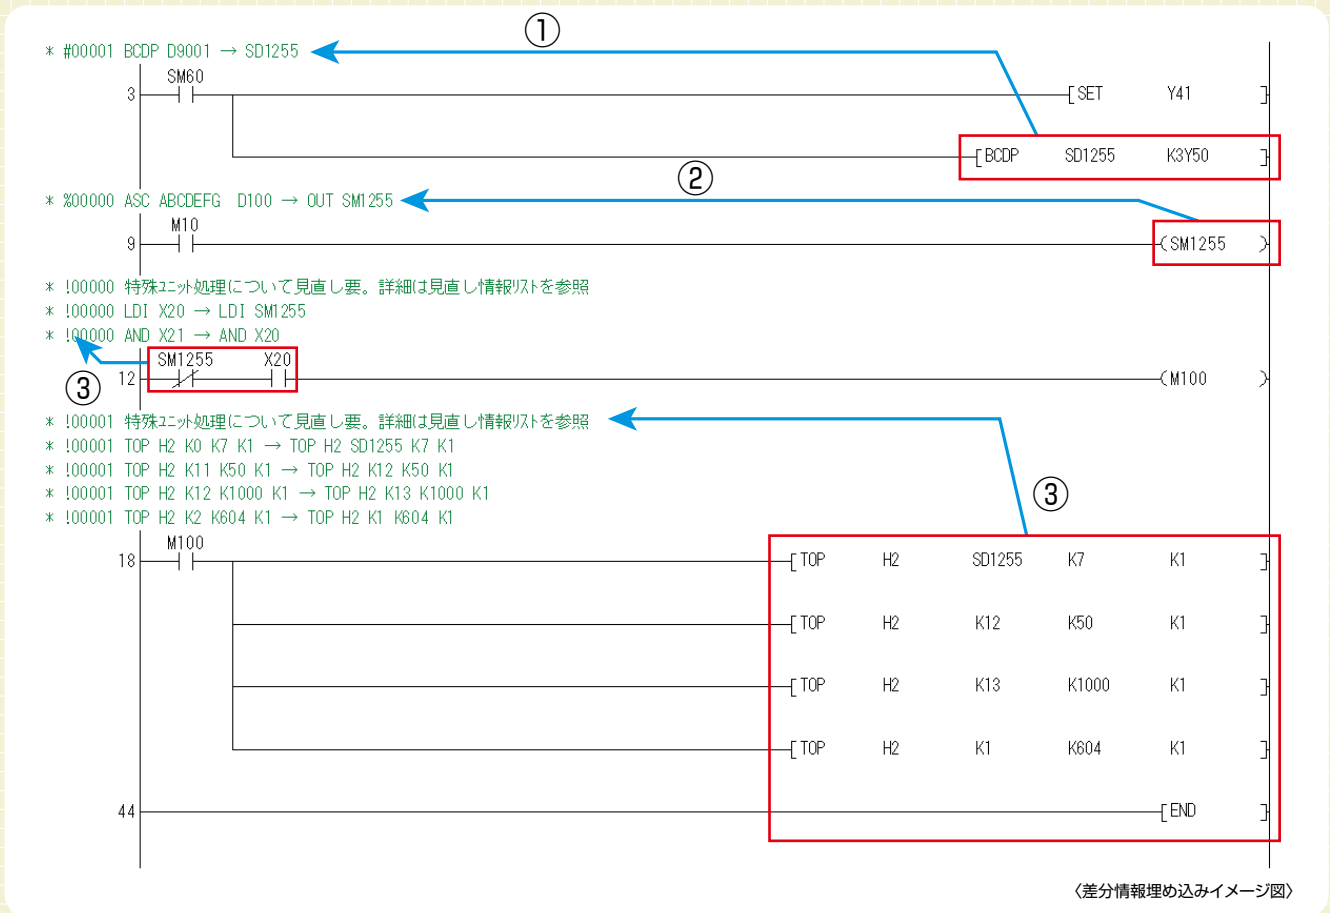 ①
* #00001 BCDP D9001 → SD1255
SM60
3 [ SET Y41 ]
[ BCDP SD1255 K3Y50 ]
②
* %00000 ASC ABCDEFG D100 → OUT SM1255
M10
9 ( SM1255 )
* !00000 特殊ユニット処理について見直し要。詳細は見直し情報リストを参照
* !00000 LDI X20 → LDI SM1255
* !00000 AND X21 → AND X20
SM1255 X20
③
12 ( M100 )
* !00001 特殊ユニット処理について見直し要。詳細は見直し情報リストを参照
* !00001 TOP H2 K0 K7 K1 → TOP H2 SD1255 K7 K1
* !00001 TOP H2 K11 K50 K1 → TOP H2 K12 K50 K1
* !00001 TOP H2 K12 K1000 K1 → TOP H2 K13 K1000 K1
③
* !00001 TOP H2 K2 K604 K1 → TOP H2 K1 K604 K1
M100
18 [ TOP H2 SD1255 K7 K1 ]
[ TOP H2 K12 K50 K1 ]
[ TOP H2 K13 K1000 K1 ]
[ TOP H2 K1 K604 K1 ]
44 [ END ]
〈差分情報埋め込みイメージ図〉